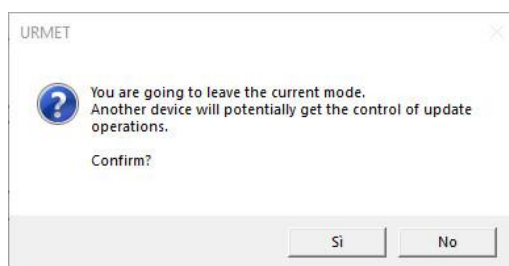 URMET
You are going to leave the current mode.
Another device will potentially get the control of update
operations.
Confirm?
Sì
No